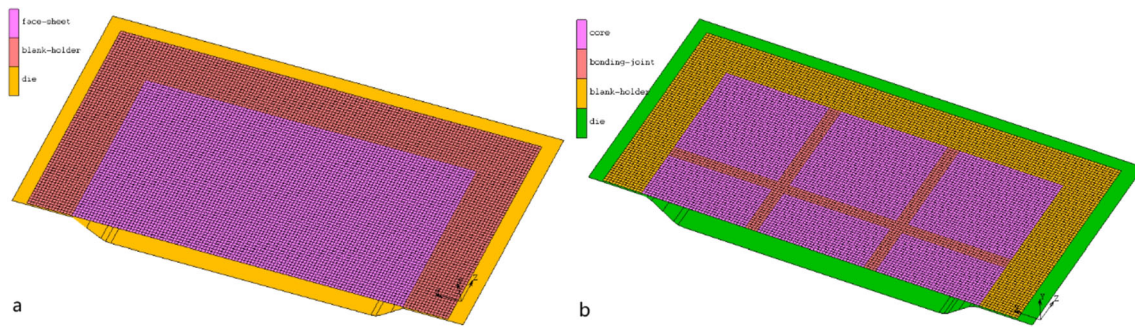 face-sheet
blank-holder
die
a
core
bonding-joint
blank-holder
die
b
Z
Y
Z